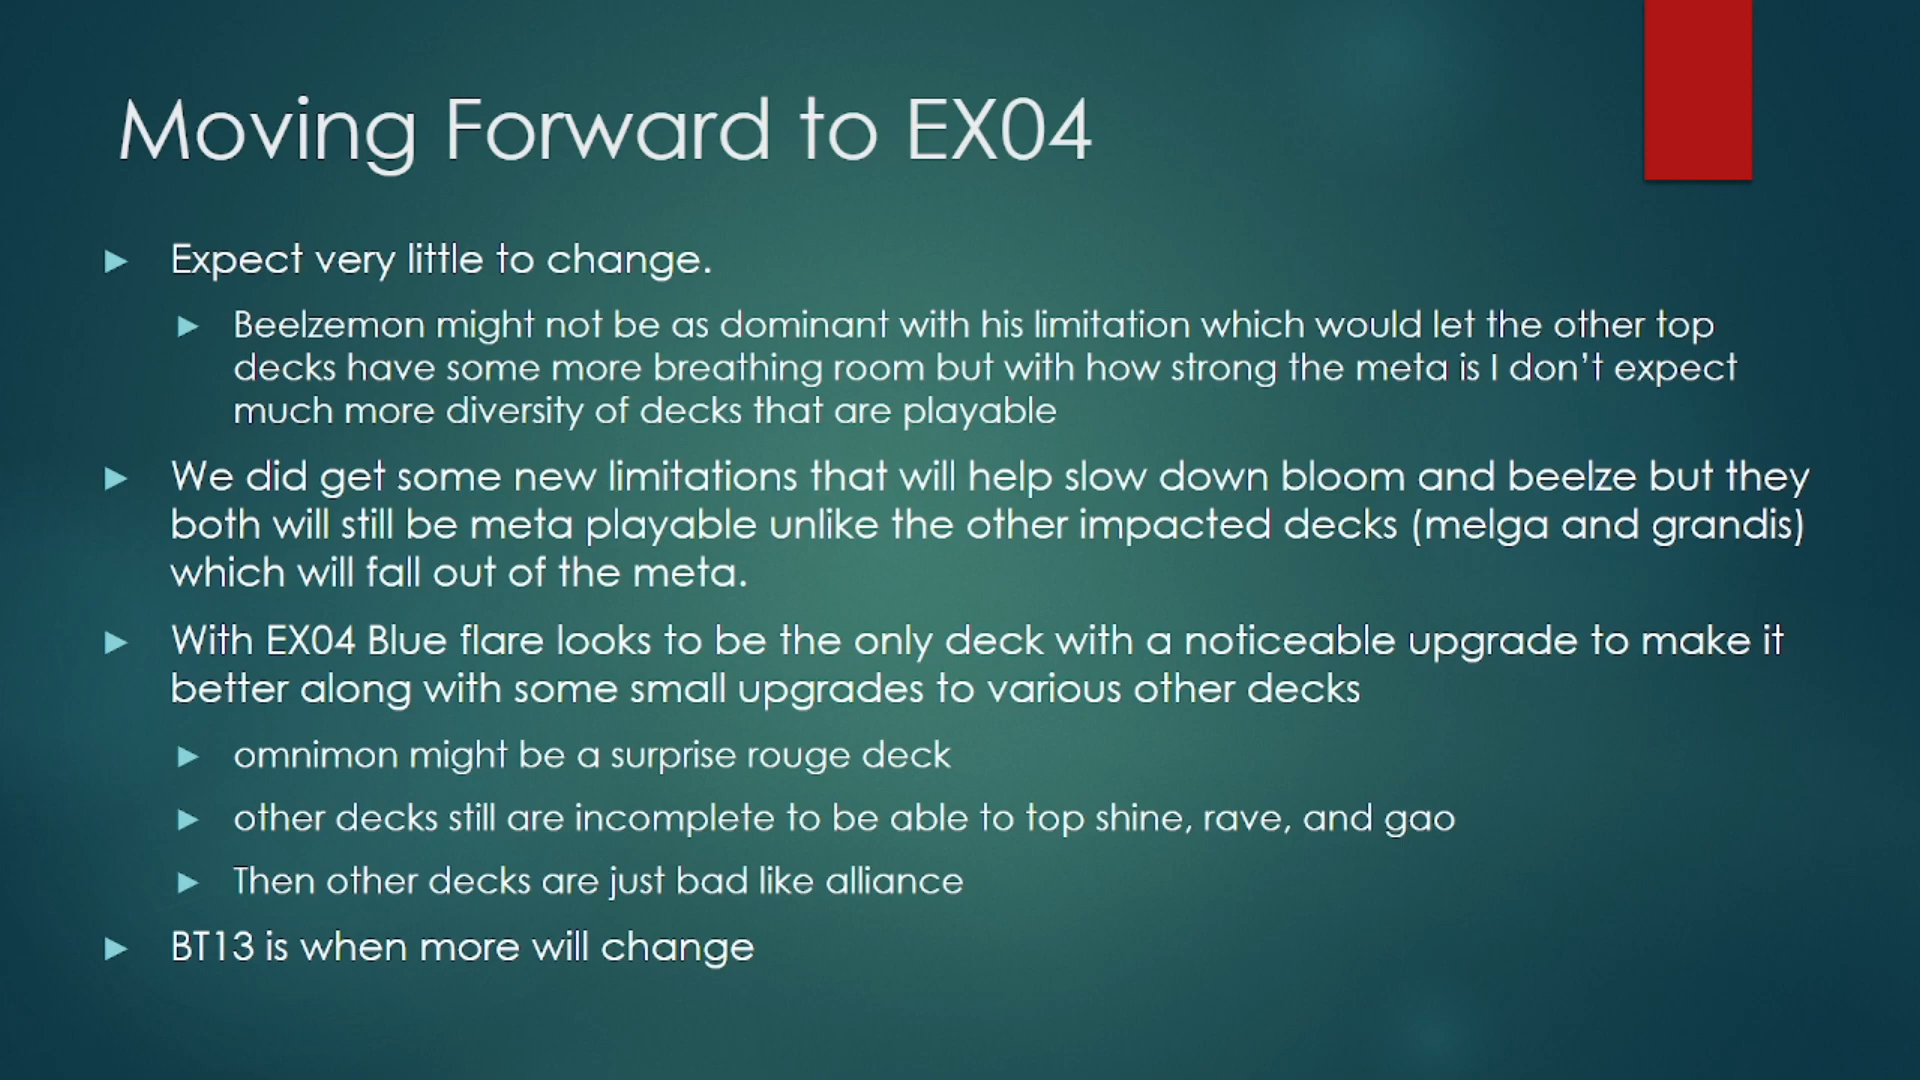 Moving Forward to EX04
Expect very little to change.
Beelzemon might not be as dominant with his limitation which would let the other top
decks have some more breathing room but with how strong the meta is I don't expect
much more diversity of decks that are playable
We did get some new limitations that will help slow down bloom and beelze but they
both will still be meta playable unlike the other impacted decks (melga and grandis)
which will fall out of the meta.
With EX04 Blue flare looks to be the only deck with a noticeable upgrade to make it
better along with some small upgrades to various other decks
omnimon might be a surprise rouge deck
other decks still are incomplete to be able to top shine, rave, and gao
Then other decks are just bad like alliance
BT13 is when more will change